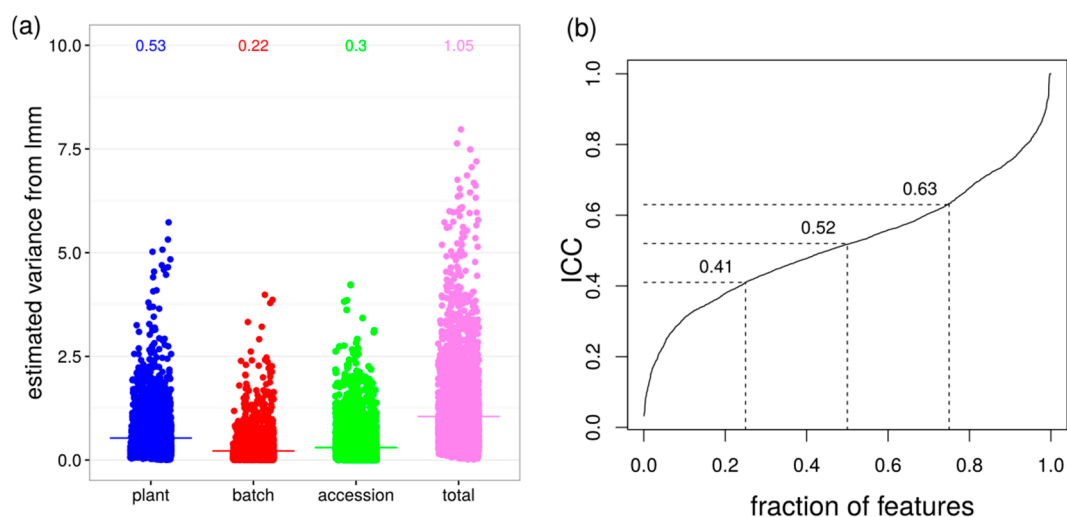 (a)
estimated variance from lmm
10.0
7.5
5.0
2.5
0.0
0.53 0.22 0.3 1.05
plant batch accession total
(b)
ICC
1.0
0.8
0.6
0.4
0.2
0.0
0.63
0.52
0.41
0.0 0.2 0.4 0.6 0.8 1.0
fraction of features